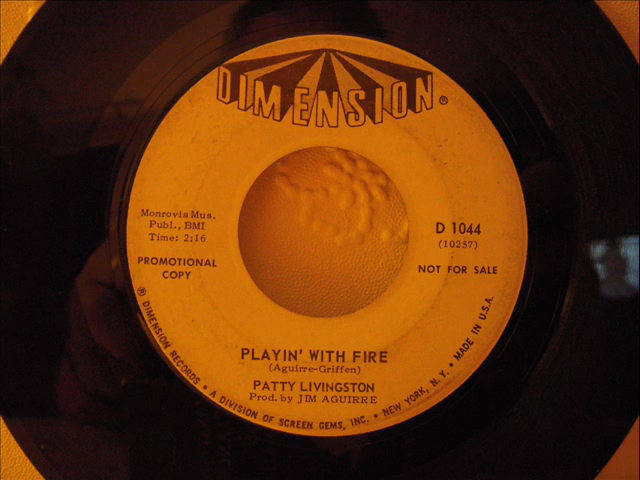 DIMENSION®
Monrovia Mus.
Publ., BMI
Time: 2:16
PROMOTIONAL
COPY
D 1044
(10257)
NOT FOR SALE
PLAYIN' WITH FIRE
(Aguirre-Griffen)
PATTY LIVINGSTON
Prod. by JIM AGUIRRE
® DIMENSION RECORDS • A DIVISION OF SCREEN GEMS, INC. • NEW YORK, N. Y. • MADE IN U.S.A.